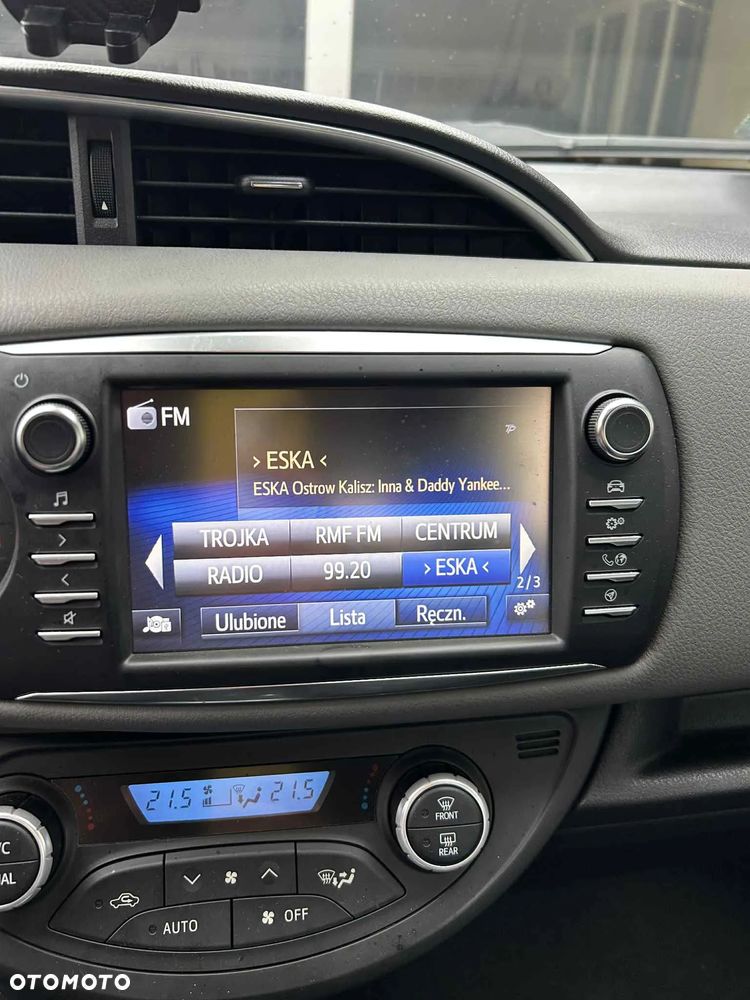 FM
TP
> ESKA <
ESKA Ostrow Kalisz: Inna & Daddy Yankee...
TROJKA RMF FM CENTRUM
RADIO 99.20 > ESKA <
2/3
Ulubione Lista Ręczn.
21.5 21.5
FRONT
REAR
AUTO
OFF
OTOMOTO